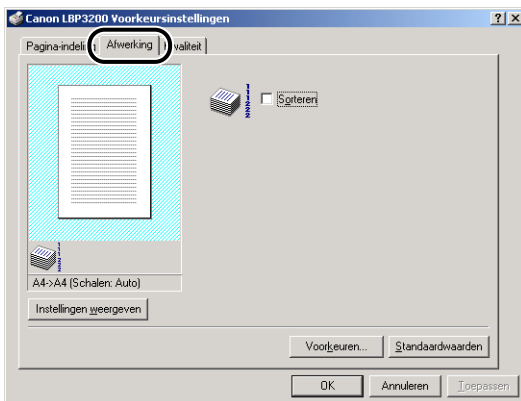 Canon LBP3200 Voorkeursinstellingen
Afwerking
Sorteren
A4->A4 (Schalen: Auto)
Instellingen weergeven
Voorkeuren... Standaardwaarden
OK Annuleren Toepassen